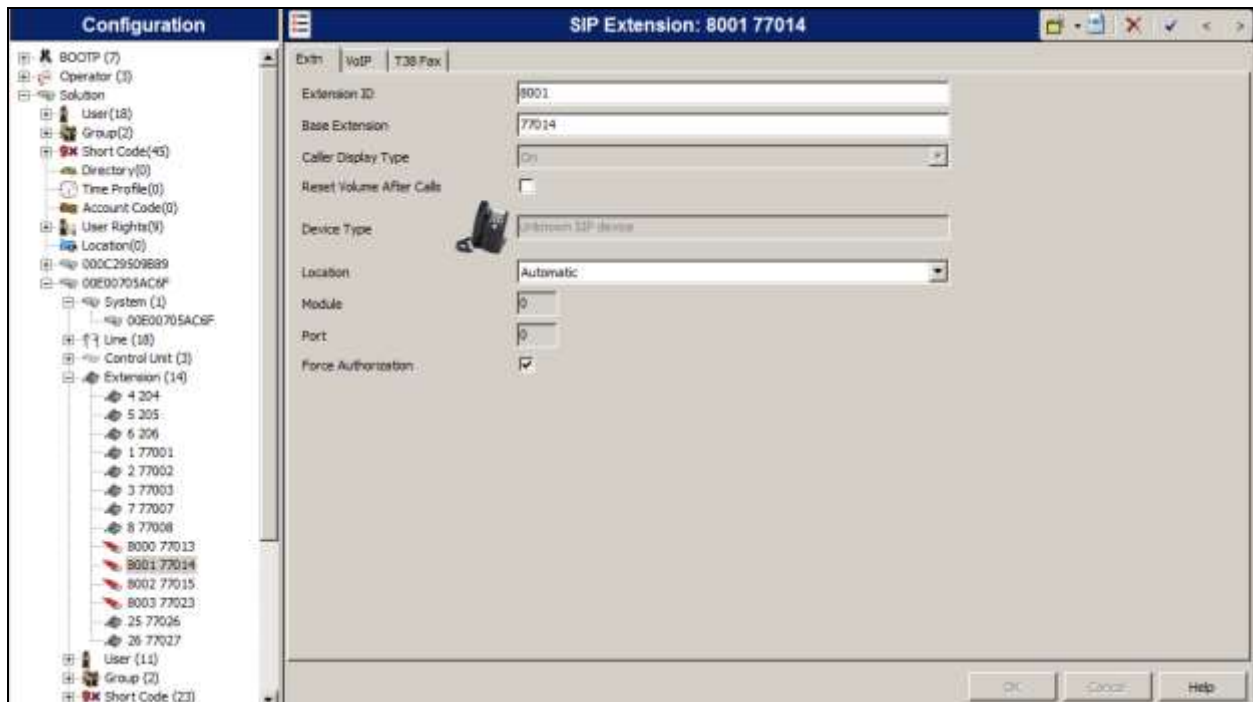 Configuration
SIP Extension: 8001 77014
BOOTP (7)
Operator (3)
Solution
User(18)
Group(2)
Short Code(45)
Directory(0)
Time Profile(0)
Account Code(0)
User Rights(9)
Location(0)
000C29509B89
00E00705AC6F
System (1)
00E00705AC6F
Line (18)
Control Unit (3)
Extension (14)
4 204
5 205
6 206
1 77001
2 77002
3 77003
7 77007
8 77008
8000 77013
8001 77014
8002 77015
8003 77023
25 77026
26 77027
User (11)
Group (2)
Short Code (23)
Extn VoIP T38 Fax
Extension ID 8001
Base Extension 77014
Caller Display Type On
Reset Volume After Calls
Device Type Unknown SIP device
Location Automatic
Module 0
Port 0
Force Authorization
OK Cancel Help